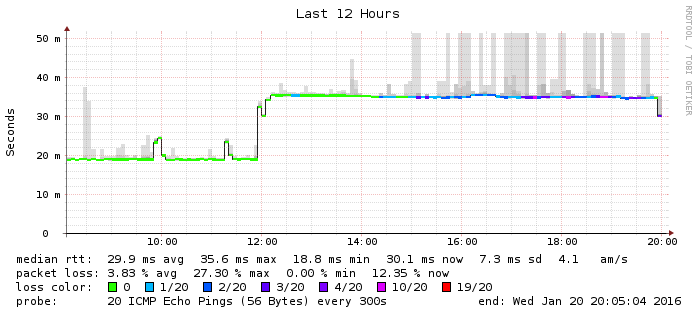 Last 12 Hours
RRDTOOL / TOBI OETIKER
Seconds
50 m
40 m
30 m
20 m
10 m
0
10:00 12:00 14:00 16:00 18:00 20:00
median rtt: 29.9 ms avg 35.6 ms max 18.8 ms min 30.1 ms now 7.3 ms sd 4.1 am/s
packet loss: 3.83 % avg 27.30 % max 0.00 % min 12.35 % now
loss color: 0 1/20 2/20 3/20 4/20 10/20 19/20
probe: 20 ICMP Echo Pings (56 Bytes) every 300s end: Wed Jan 20 20:05:04 2016